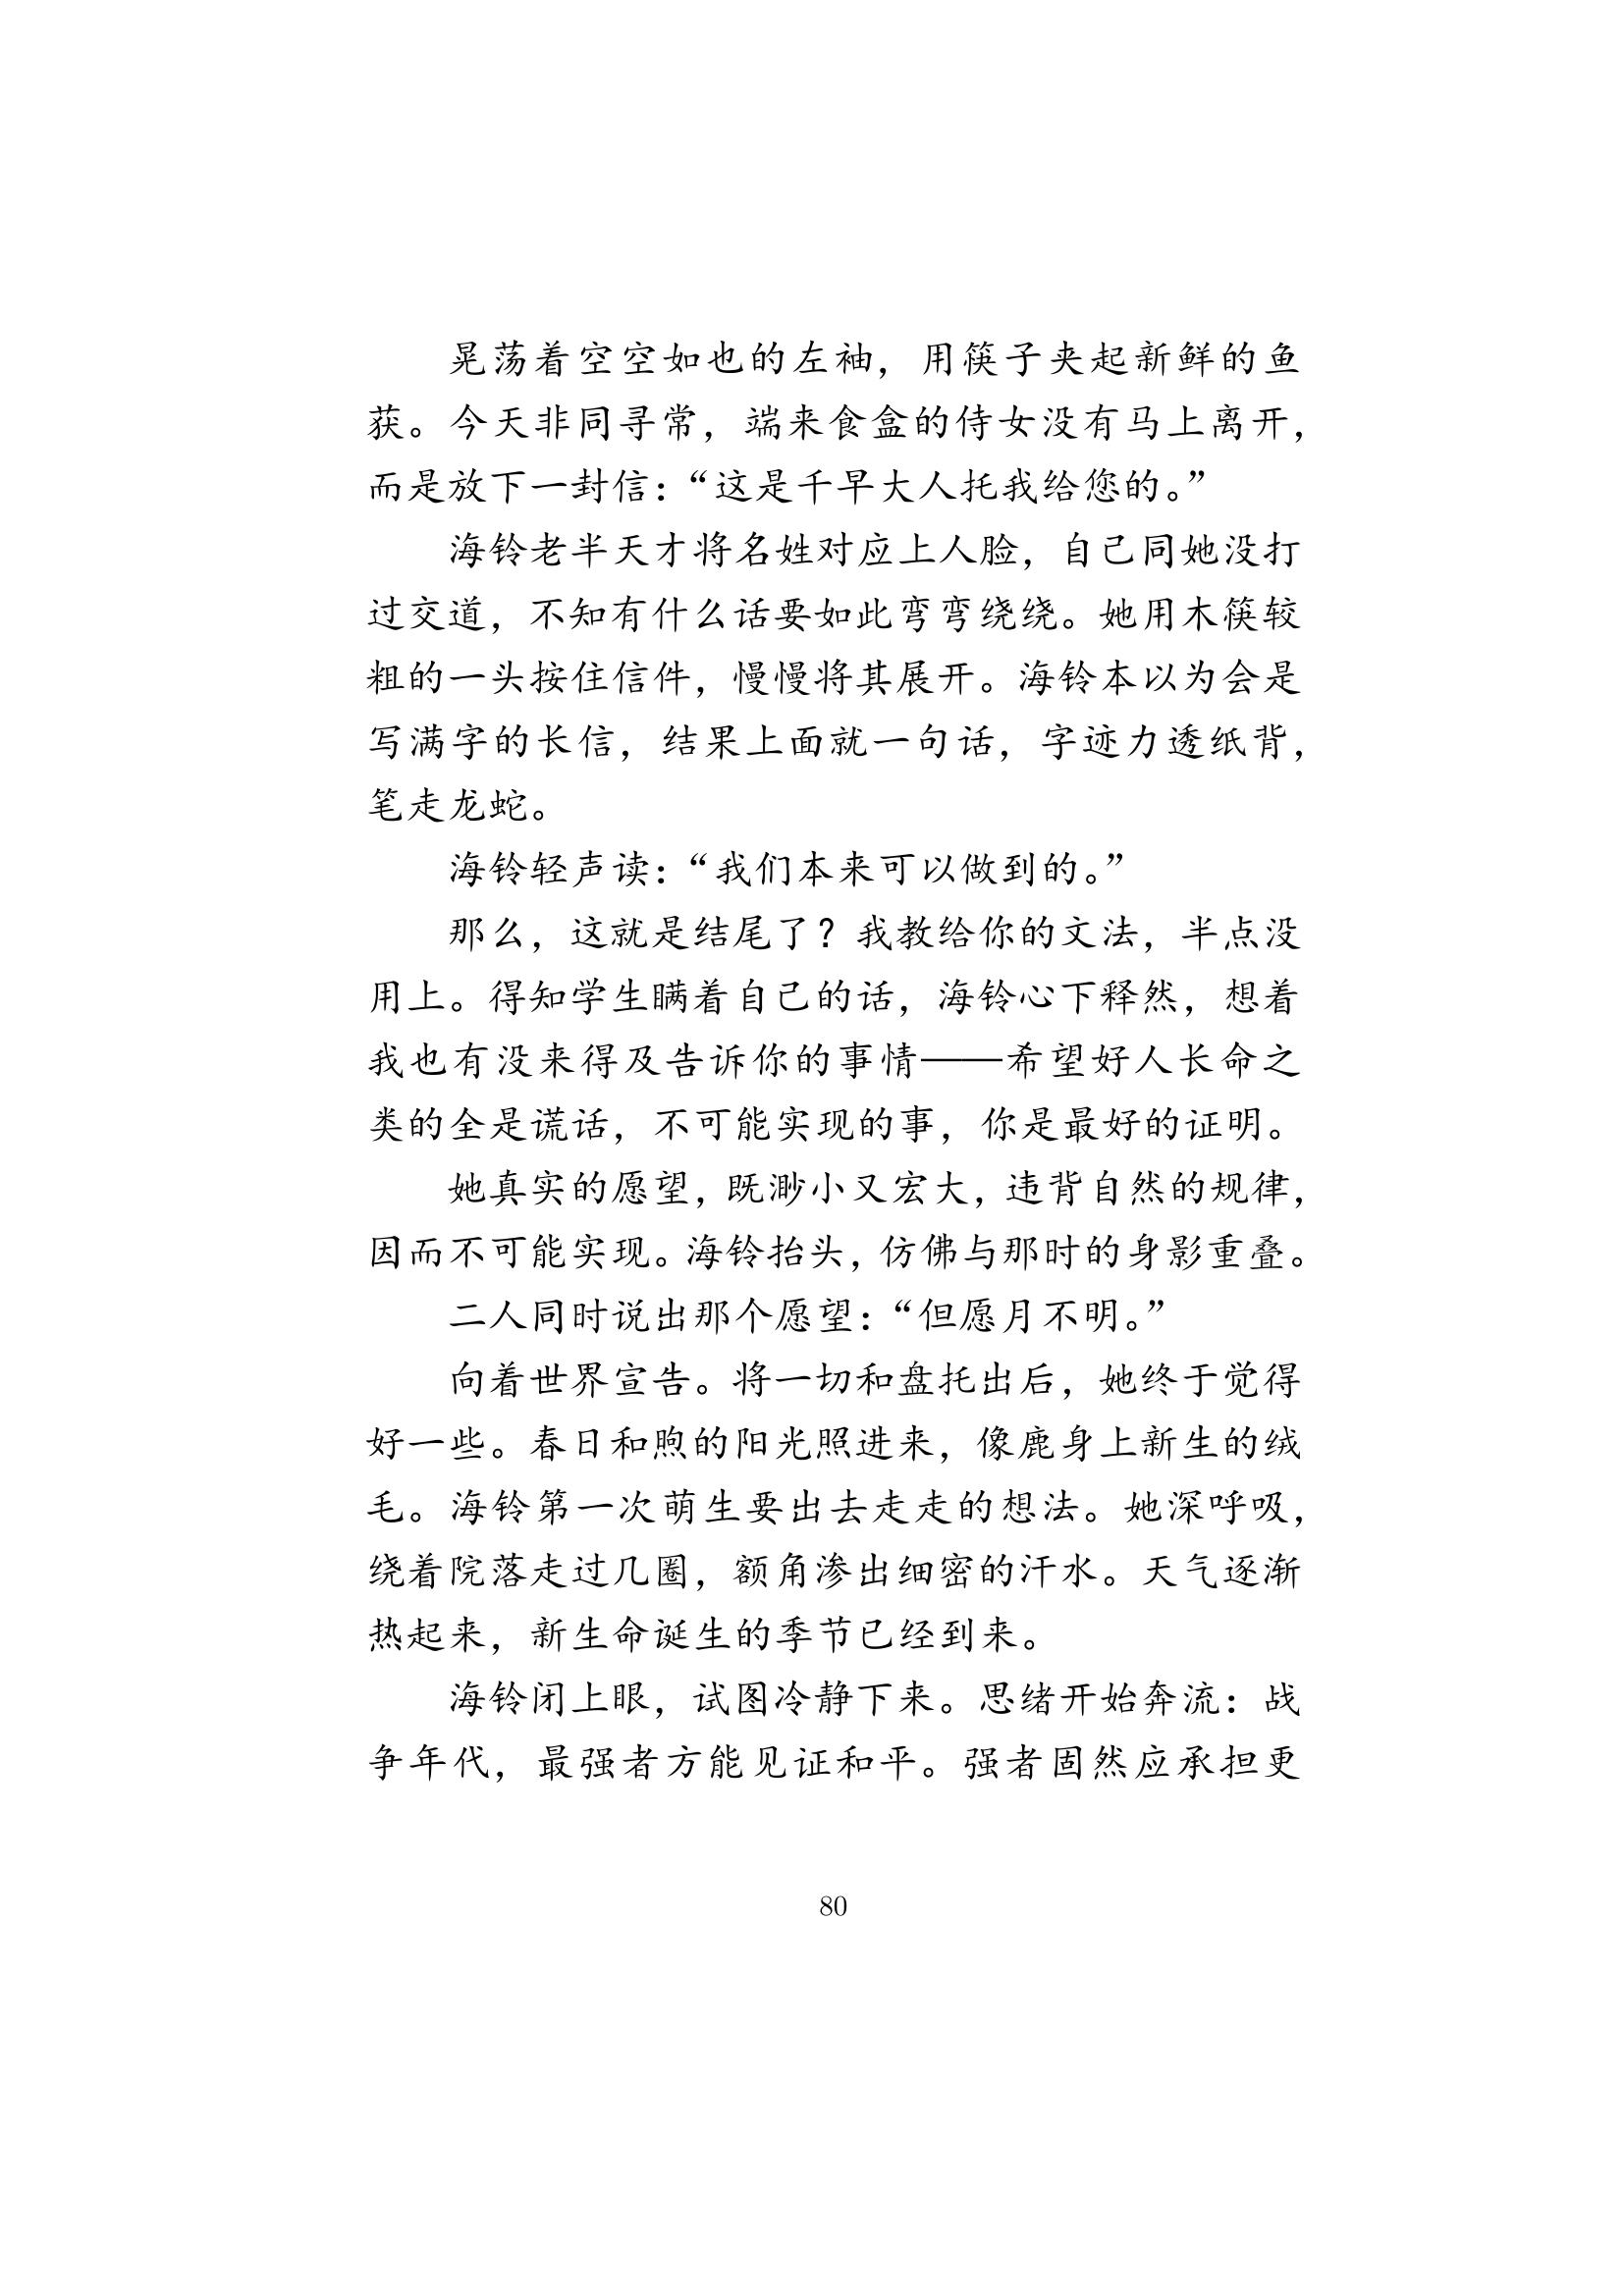 晃荡着空空如也的左袖，用筷子夹起新鲜的鱼
获。今天非同寻常，端来食盒的侍女没有马上离开，
而是放下一封信：“这是千早大人托我给您的。”
海铃老半天才将名姓对应上人脸，自己同她没打
过交道，不知有什么话要如此弯弯绕绕。她用木筷较
粗的一头按住信件，慢慢将其展开。海铃本以为会是
写满字的长信，结果上面就一句话，字迹力透纸背，
笔走龙蛇。
海铃轻声读：“我们本来可以做到的。”
那么，这就是结尾了？我教给你的文法，半点没
用上。得知学生瞒着自己的话，海铃心下释然，想着
我也有没来得及告诉你的事情——希望好人长命之
类的全是谎话，不可能实现的事，你是最好的证明。
她真实的愿望，既渺小又宏大，违背自然的规律，
因而不可能实现。海铃抬头，仿佛与那时的身影重叠。
二人同时说出那个愿望：“但愿月不明。”
向着世界宣告。将一切和盘托出后，她终于觉得
好一些。春日和煦的阳光照进来，像鹿身上新生的绒
毛。海铃第一次萌生要出去走走的想法。她深呼吸，
绕着院落走过几圈，额角渗出细密的汗水。天气逐渐
热起来，新生命诞生的季节已经到来。
海铃闭上眼，试图冷静下来。思绪开始奔流：战
争年代，最强者方能见证和平。强者固然应承担更
80